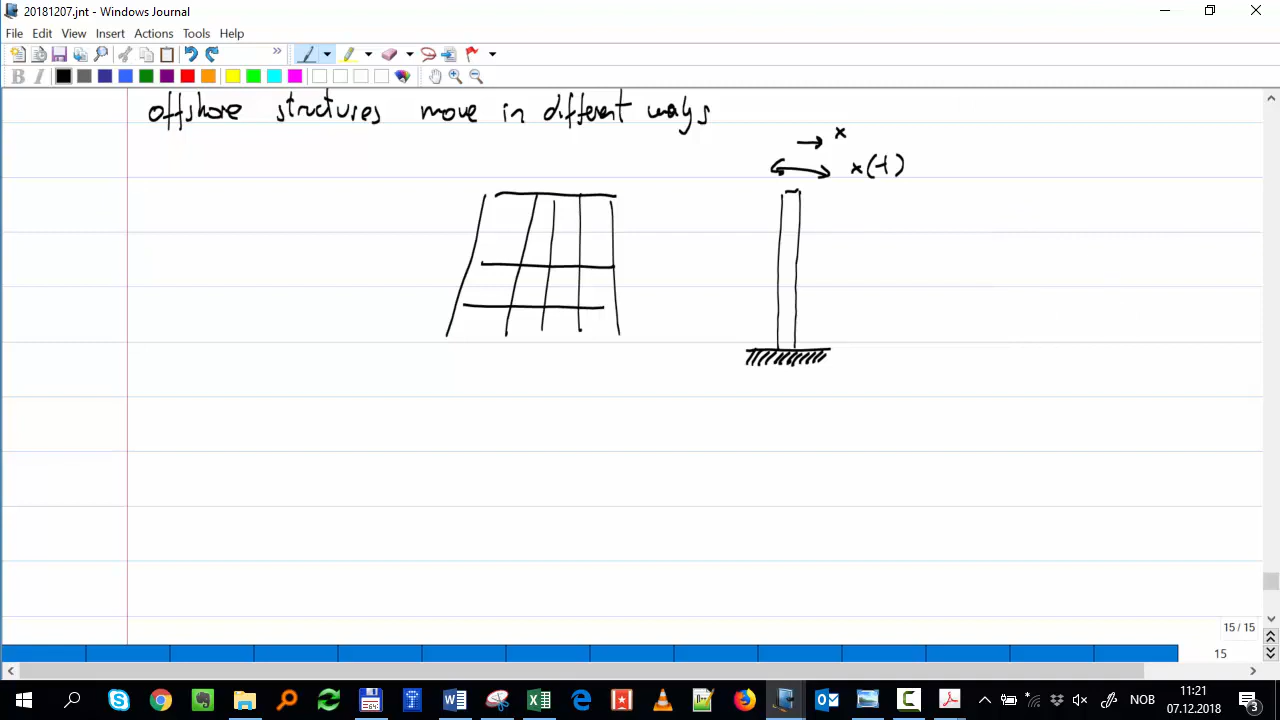 20181207.jnt - Windows Journal
File Edit View Insert Actions Tools Help
B I
offshore structures move in different ways
x
x(t)
15 / 15
15
NOB
11:21
07.12.2018
3